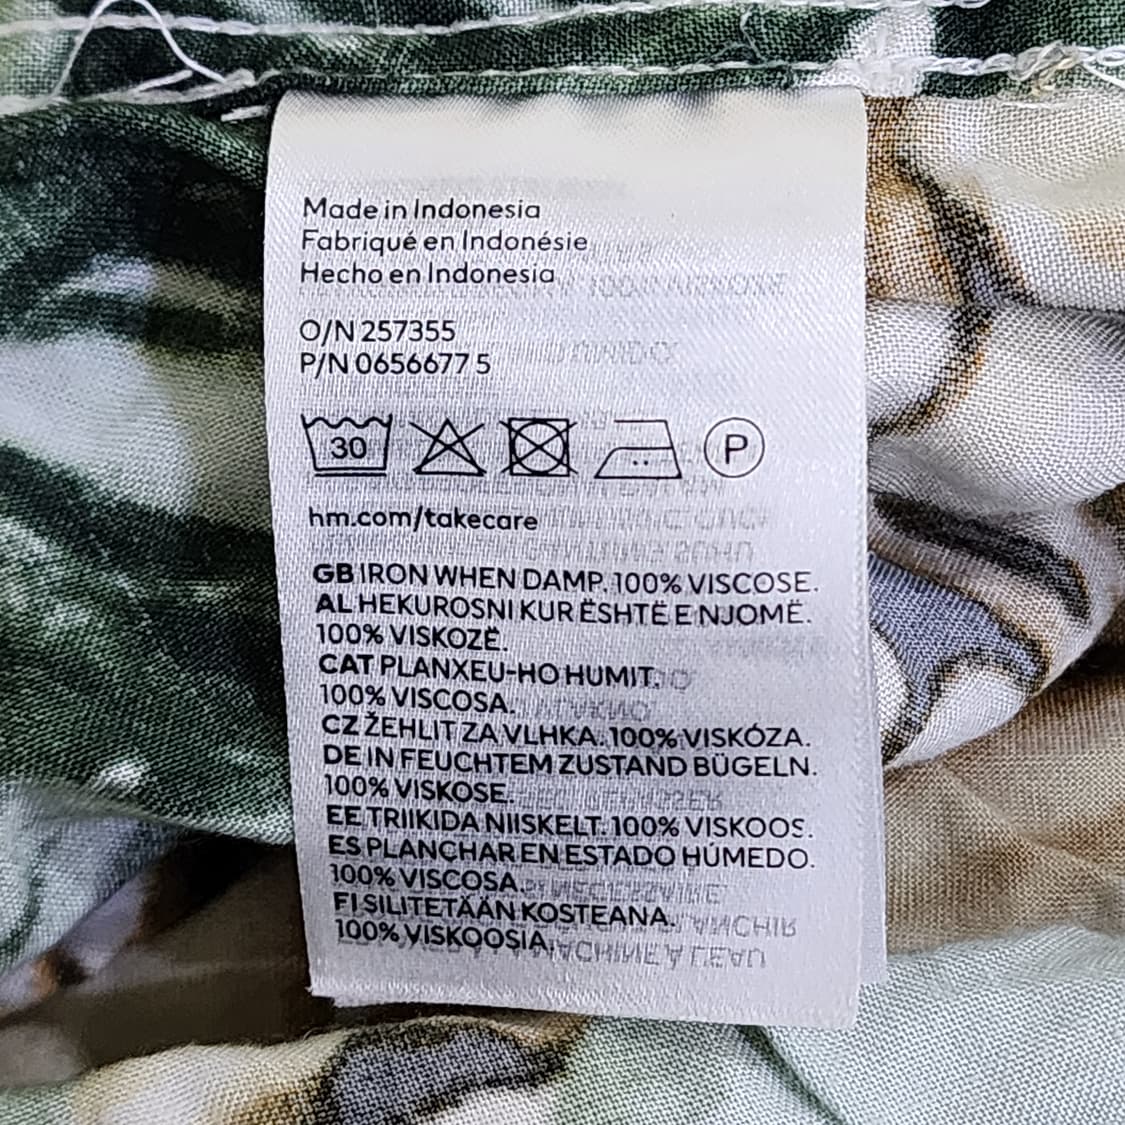 Made in Indonesia
Fabriqué en Indonésie
Hecho en Indonesia
O/N 257355
P/N 0656677 5
30 P
hm.com/takecare
GB IRON WHEN DAMP. 100% VISCOSE.
AL HEKUROSNI KUR ËSHTË E NJOMË.
100% VISKOZË.
CAT PLANXEU-HO HUMIT.
100% VISCOSA.
CZ ŽEHLIT ZA VLHKA. 100% VISKÓZA.
DE IN FEUCHTEM ZUSTAND BÜGELN.
100% VISKOSE.
EE TRIIKIDA NIISKELT. 100% VISKOOS.
ES PLANCHAR EN ESTADO HÚMEDO.
100% VISCOSA.
FI SILITETÄÄN KOSTEANA.
100% VISKOOSIA.